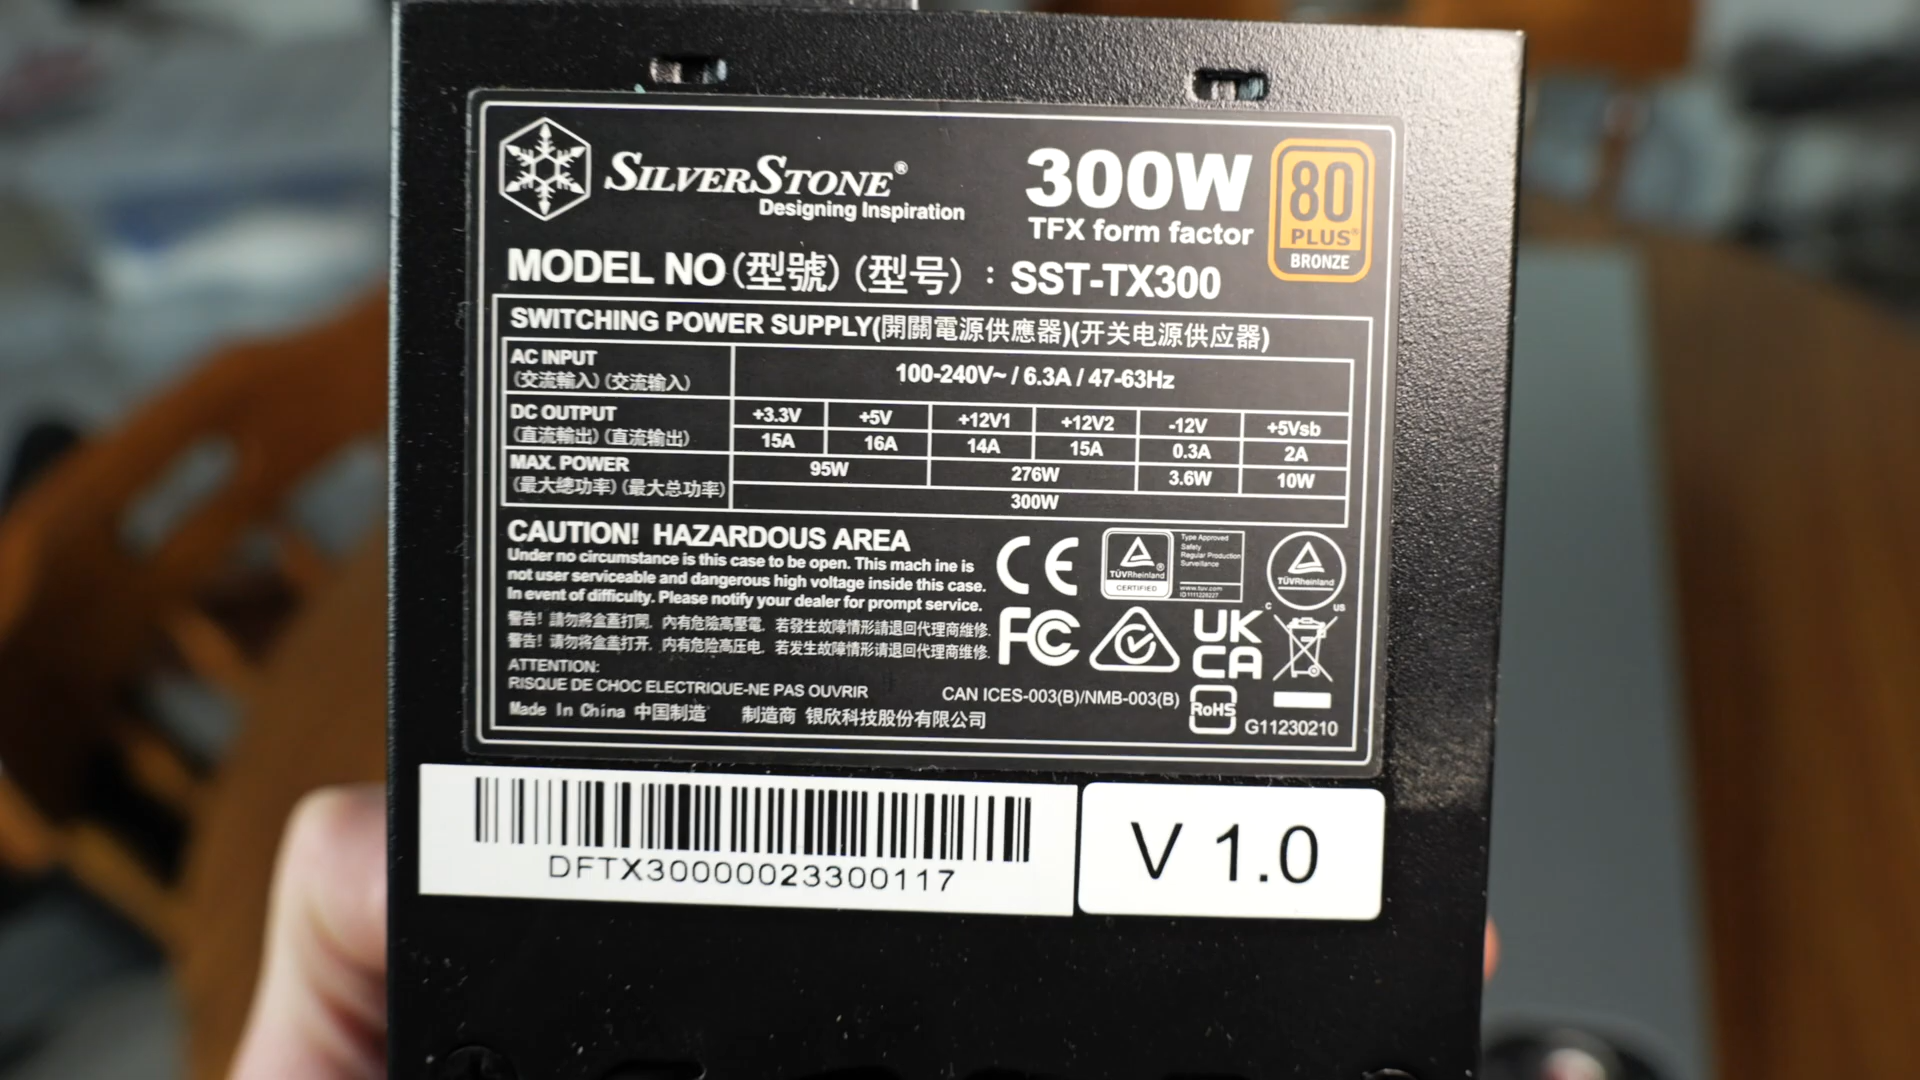 SILVERSTONE®
Designing Inspiration
300W
TFX form factor
80
PLUS®
BRONZE
MODEL NO(型號) (型号) : SST-TX300
SWITCHING POWER SUPPLY(開關電源供應器)(开关电源供应器)
AC INPUT
(交流輸入) (交流输入)
100-240V~ / 6.3A / 47-63Hz
DC OUTPUT
(直流輸出) (直流输出)
+3.3V +5V +12V1 +12V2 -12V +5Vsb
15A 16A 14A 15A 0.3A 2A
MAX. POWER
(最大總功率) (最大总功率)
95W 276W 3.6W 10W
300W
CAUTION! HAZARDOUS AREA
Under no circumstance is this case to be open. This mach ine is
not user serviceable and dangerous high voltage inside this case.
In event of difficulty. Please notify your dealer for prompt service.
警告! 請勿將盒蓋打開, 內有危險高壓電, 若發生故障情形請退回代理商維修.
警告! 请勿將盒盖打开, 内有危险高压电, 若发生故障情形请退回代理商维修.
ATTENTION:
RISQUE DE CHOC ELECTRIQUE-NE PAS OUVRIR
Made In China 中国制造 制造商 银欣科技股份有限公司
CE
TÜVRheinland
CERTIFIED
Type Approved
Safety
Regular Production
Surveillance
www.tuv.com
TÜVRheinland
C US
FC
UK
CA
CAN ICES-003(B)/NMB-003(B)
RoHS
G11230210
DFTX30000023300117
V 1.0